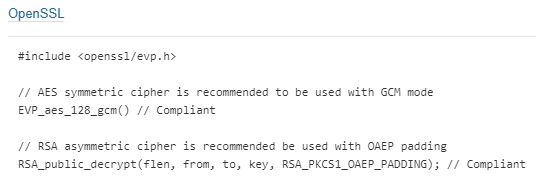 OpenSSL
#include <openssl/evp.h>
// AES symmetric cipher is recommended to be used with GCM mode
EVP_aes_128_gcm() // Compliant
// RSA asymmetric cipher is recommended be used with OAEP padding
RSA_public_decrypt(flen, from, to, key, RSA_PKCS1_OAEP_PADDING); // Compliant